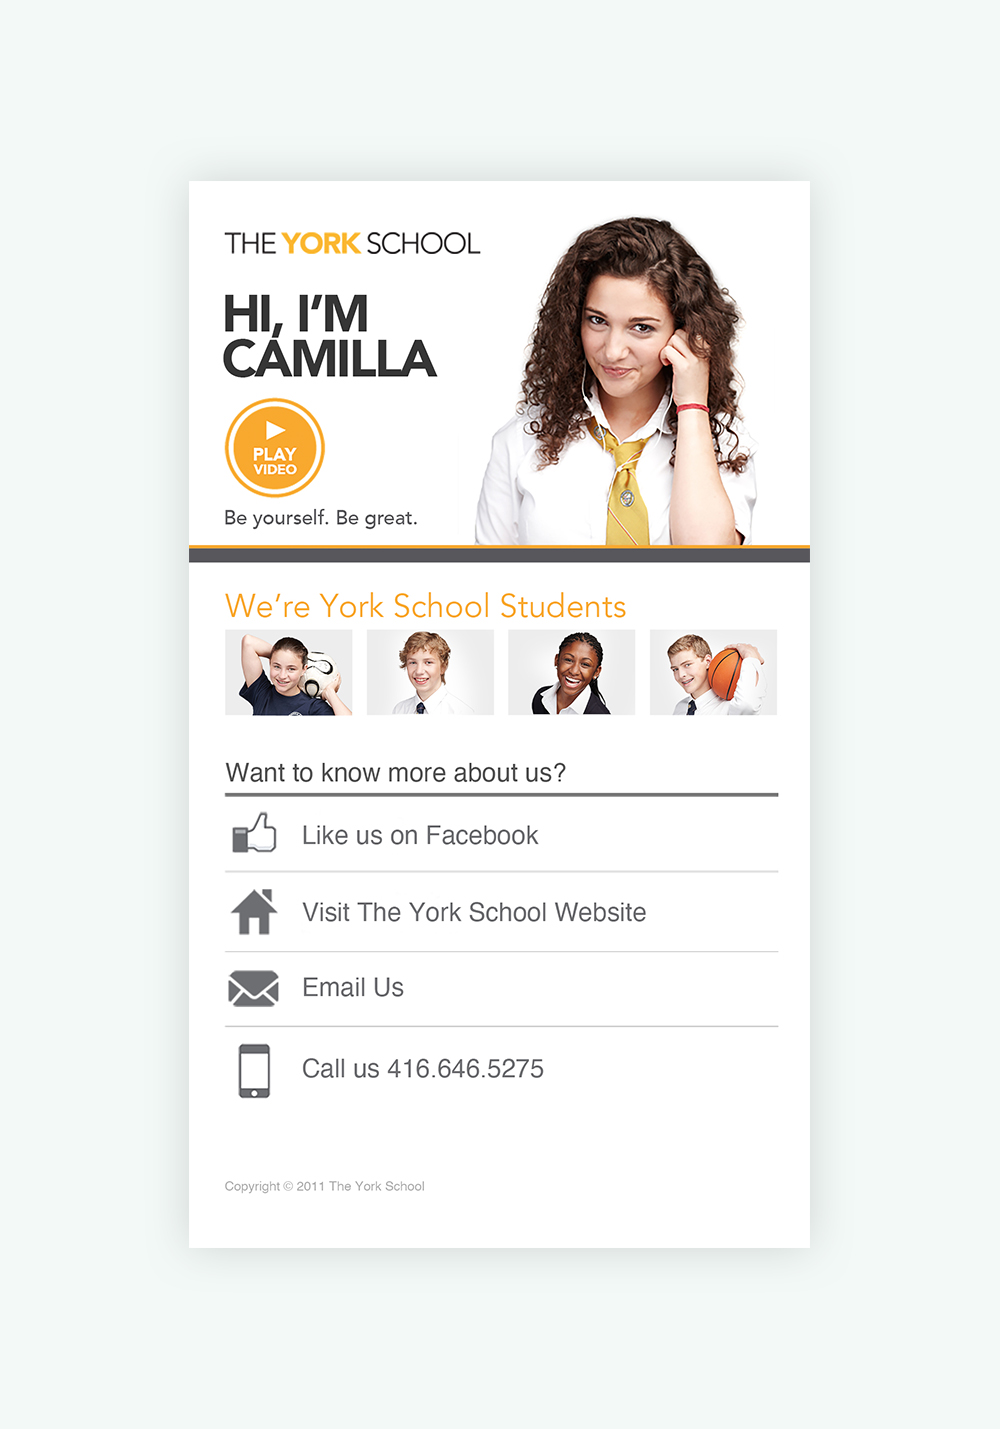 THE YORK SCHOOL
HI, I'M
CAMILLA
PLAY
VIDEO
Be yourself. Be great.
We're York School Students
Want to know more about us?
Like us on Facebook
Visit The York School Website
Email Us
Call us 416.646.5275
Copyright © 2011 The York School